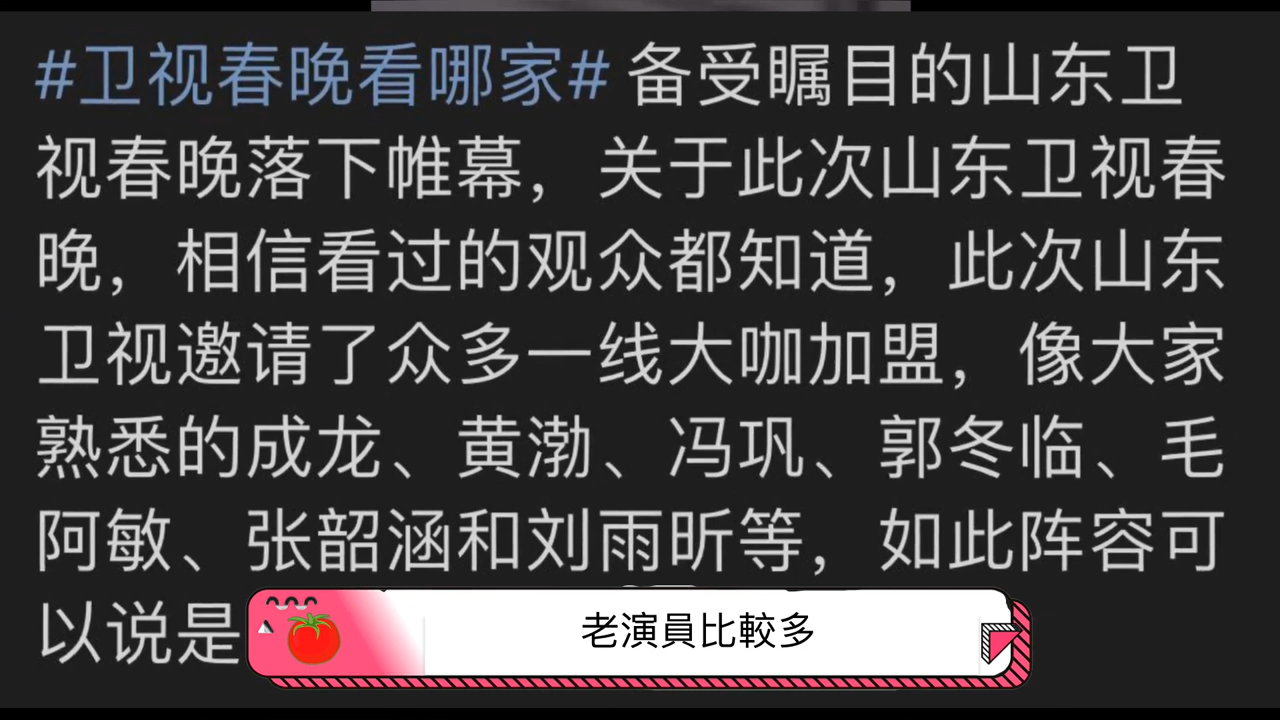 #卫视春晚看哪家# 备受瞩目的山东卫
视春晚落下帷幕，关于此次山东卫视春
晚，相信看过的观众都知道，此次山东
卫视邀请了众多一线大咖加盟，像大家
熟悉的成龙、黄渤、冯巩、郭冬临、毛
阿敏、张韶涵和刘雨昕等，如此阵容可
以说是
老演員比較多